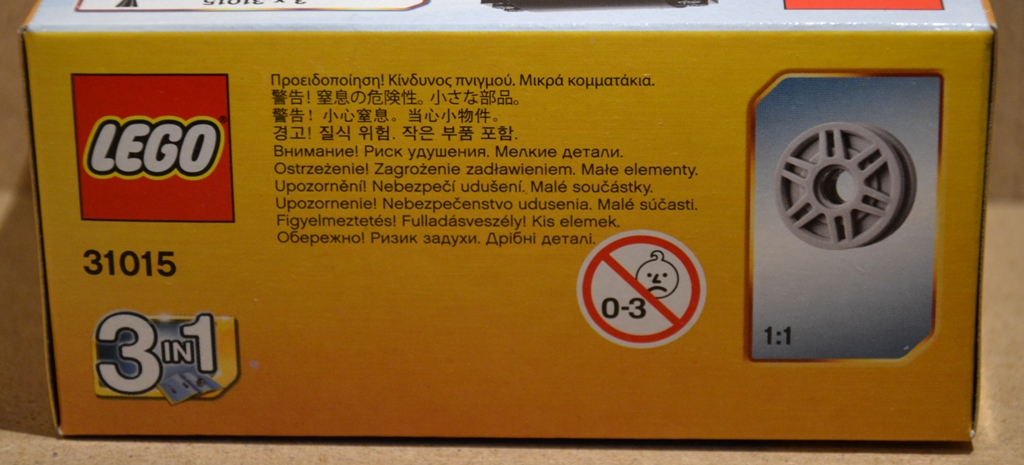 3 x 31015
LEGO®
31015
3 IN 1
Προειδοποίηση! Κίνδυνος πνιγμού. Μικρά κομματάκια.
警告! 窒息の危険性。小さな部品。
警告! 小心窒息。当心小物件。
경고! 질식 위험. 작은 부품 포함.
Внимание! Риск удушения. Мелкие детали.
Ostrzeżenie! Zagrożenie zadławieniem. Małe elementy.
Upozornění! Nebezpečí udušení. Malé součástky.
Upozornenie! Nebezpečenstvo udusenia. Malé súčasti.
Figyelmeztetés! Fulladásveszély! Kis elemek.
Обережно! Ризик задухи. Дрібні деталі.
0-3
1:1